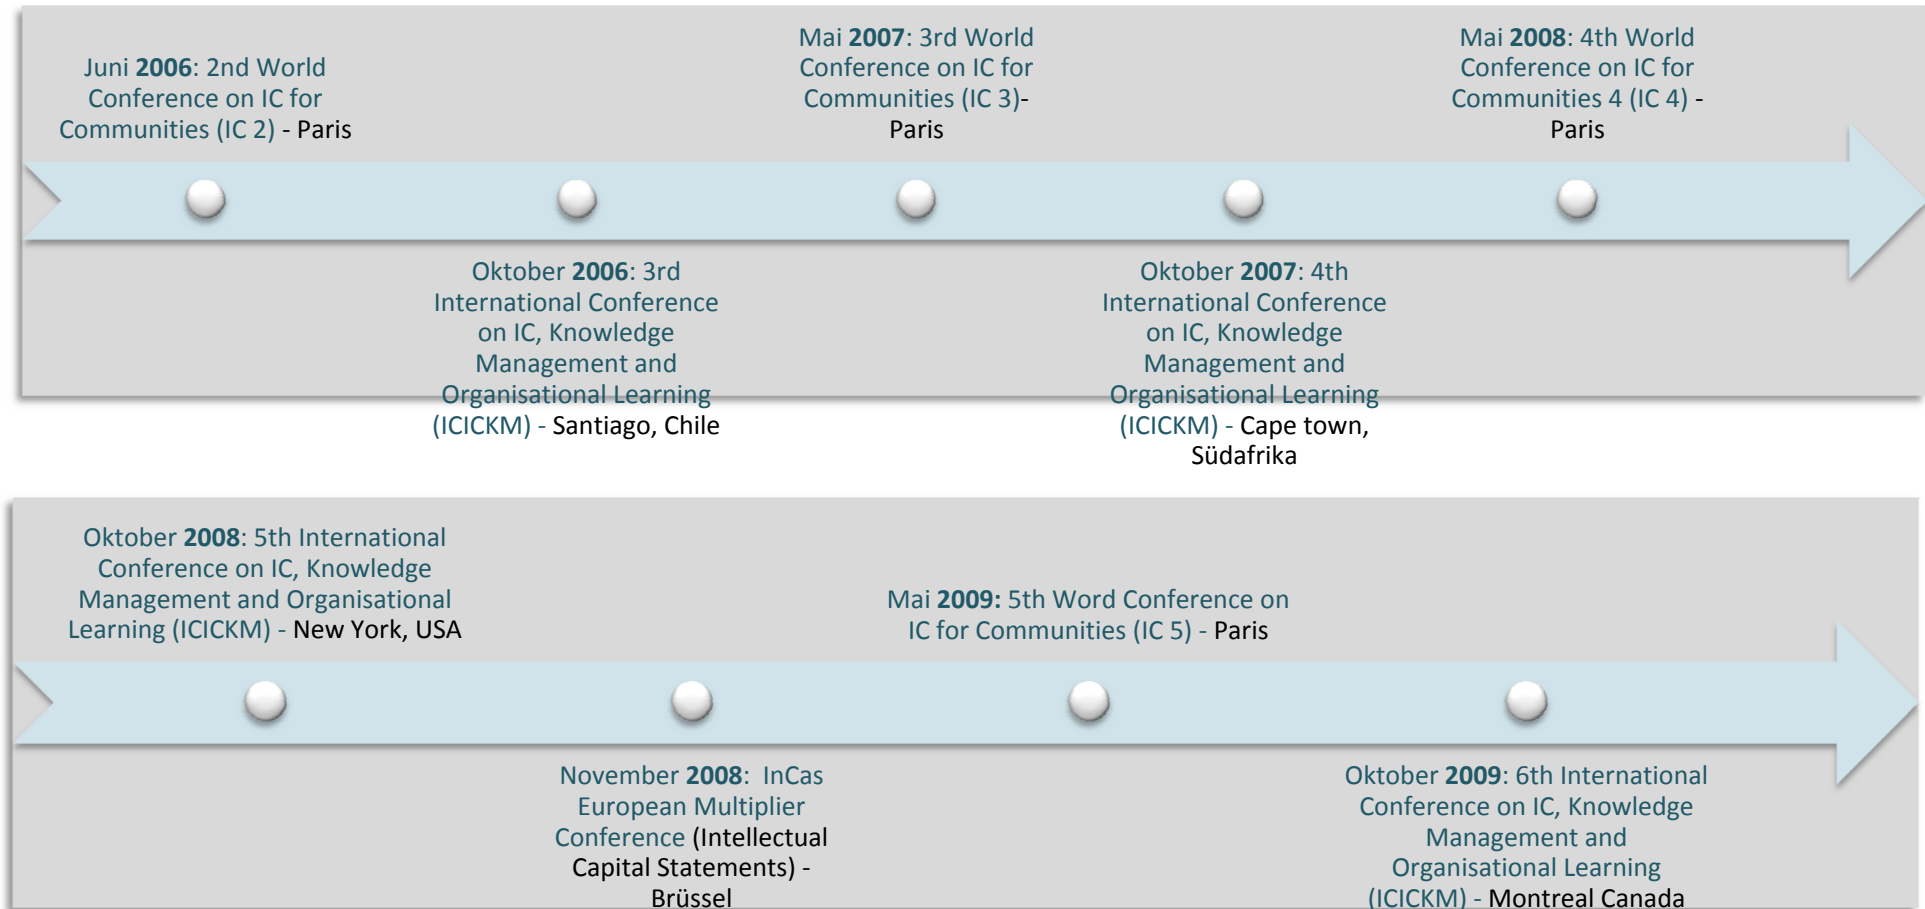 Juni 2006: 2nd World
Conference on IC for
Communities (IC 2) - Paris
Oktober 2006: 3rd
International Conference
on IC, Knowledge
Management and
Organisational Learning
(ICICKM) - Santiago, Chile
Mai 2007: 3rd World
Conference on IC for
Communities (IC 3)-
Paris
Oktober 2007: 4th
International Conference
on IC, Knowledge
Management and
Organisational Learning
(ICICKM) - Cape town,
Südafrika
Mai 2008: 4th World
Conference on IC for
Communities 4 (IC 4) -
Paris
Oktober 2008: 5th International
Conference on IC, Knowledge
Management and Organisational
Learning (ICICKM) - New York, USA
November 2008:  InCas
European Multiplier
Conference (Intellectual
Capital Statements) -
Brüssel
Mai 2009: 5th Word Conference on
IC for Communities (IC 5) - Paris
Oktober 2009: 6th International
Conference on IC, Knowledge
Management and
Organisational Learning
(ICICKM) - Montreal Canada